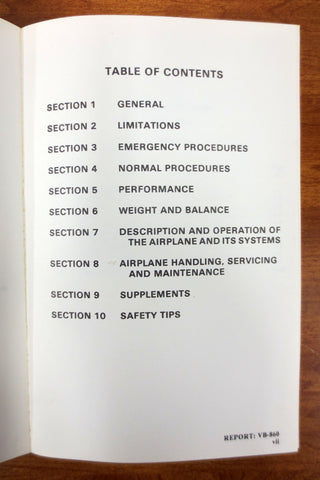 TABLE OF CONTENTS
SECTION 1 GENERAL
SECTION 2 LIMITATIONS
SECTION 3 EMERGENCY PROCEDURES
SECTION 4 NORMAL PROCEDURES
SECTION 5 PERFORMANCE
SECTION 6 WEIGHT AND BALANCE
SECTION 7 DESCRIPTION AND OPERATION OF
THE AIRPLANE AND ITS SYSTEMS
SECTION 8 AIRPLANE HANDLING, SERVICING
AND MAINTENANCE
SECTION 9 SUPPLEMENTS
SECTION 10 SAFETY TIPS
REPORT: VB-860
vii